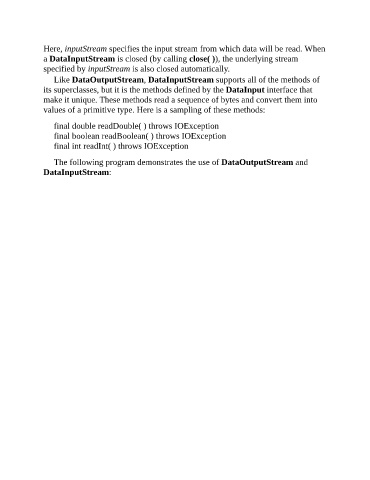 Here, inputStream specifies the input stream from which data will be read. When
a DataInputStream is closed (by calling close( )), the underlying stream
specified by inputStream is also closed automatically.
Like DataOutputStream, DataInputStream supports all of the methods of
its superclasses, but it is the methods defined by the DataInput interface that
make it unique. These methods read a sequence of bytes and convert them into
values of a primitive type. Here is a sampling of these methods:
final double readDouble( ) throws IOException
final boolean readBoolean( ) throws IOException
final int readInt( ) throws IOException
The following program demonstrates the use of DataOutputStream and
DataInputStream: